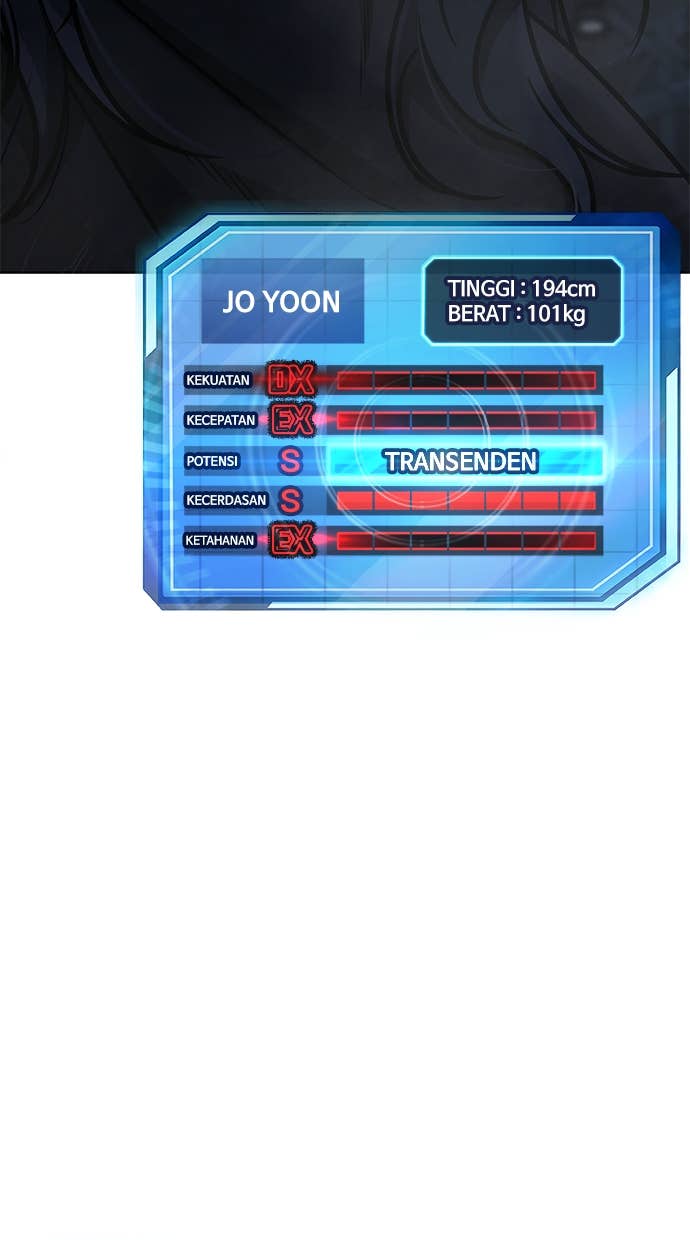 JO YOON
TINGGI : 194cm
BERAT : 101kg
KEKUATAN DX
KECEPATAN EX
POTENSI S TRANSENDEN
KECERDASAN S
KETAHANAN EX